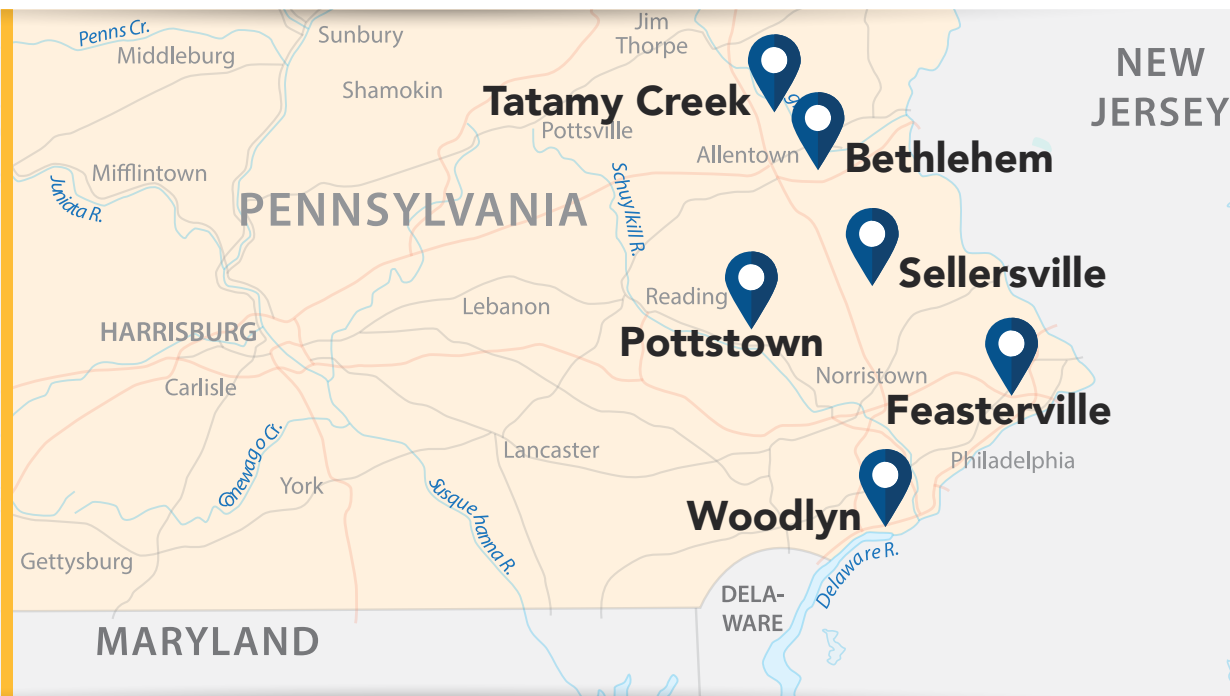 Penns Cr.
Middleburg
Sunbury
Jim
Thorpe
NEW
JERSEY
Shamokin
Tatamy Creek
Pottsville
Allentown
Bethlehem
Mifflintown
Juniata R.
Schuylkill R.
PENNSYLVANIA
Sellersville
Reading
Lebanon
Pottstown
HARRISBURG
Carlisle
Norristown
Feasterville
Lancaster
Philadelphia
Conewago Cr.
York
Susquehanna R.
Woodlyn
Gettysburg
Delaware R.
DELA-
WARE
MARYLAND